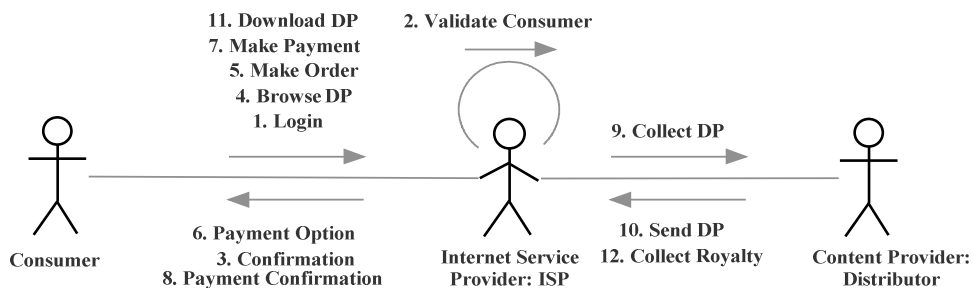 11. Download DP
7. Make Payment
5. Make Order
4. Browse DP
1. Login
2. Validate Consumer
9. Collect DP
6. Payment Option
3. Confirmation
8. Payment Confirmation
10. Send DP
12. Collect Royalty
Consumer
Internet Service
Provider: ISP
Content Provider:
Distributor